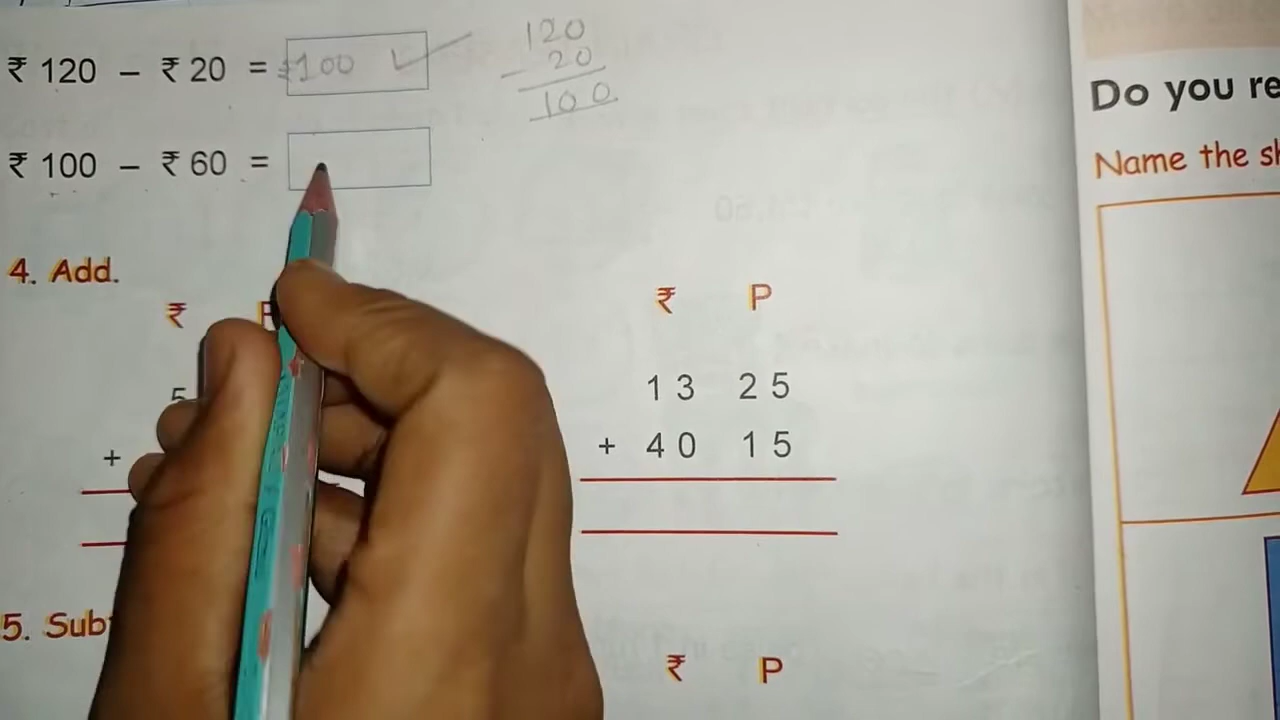 ₹ 120 – ₹ 20 = ₹100
120
– 20
100
₹ 100 – ₹ 60 =
4. Add.
₹
₹ P
13 25
+ 40 15
+
5. Sub
₹ P
Do you re
Name the sh